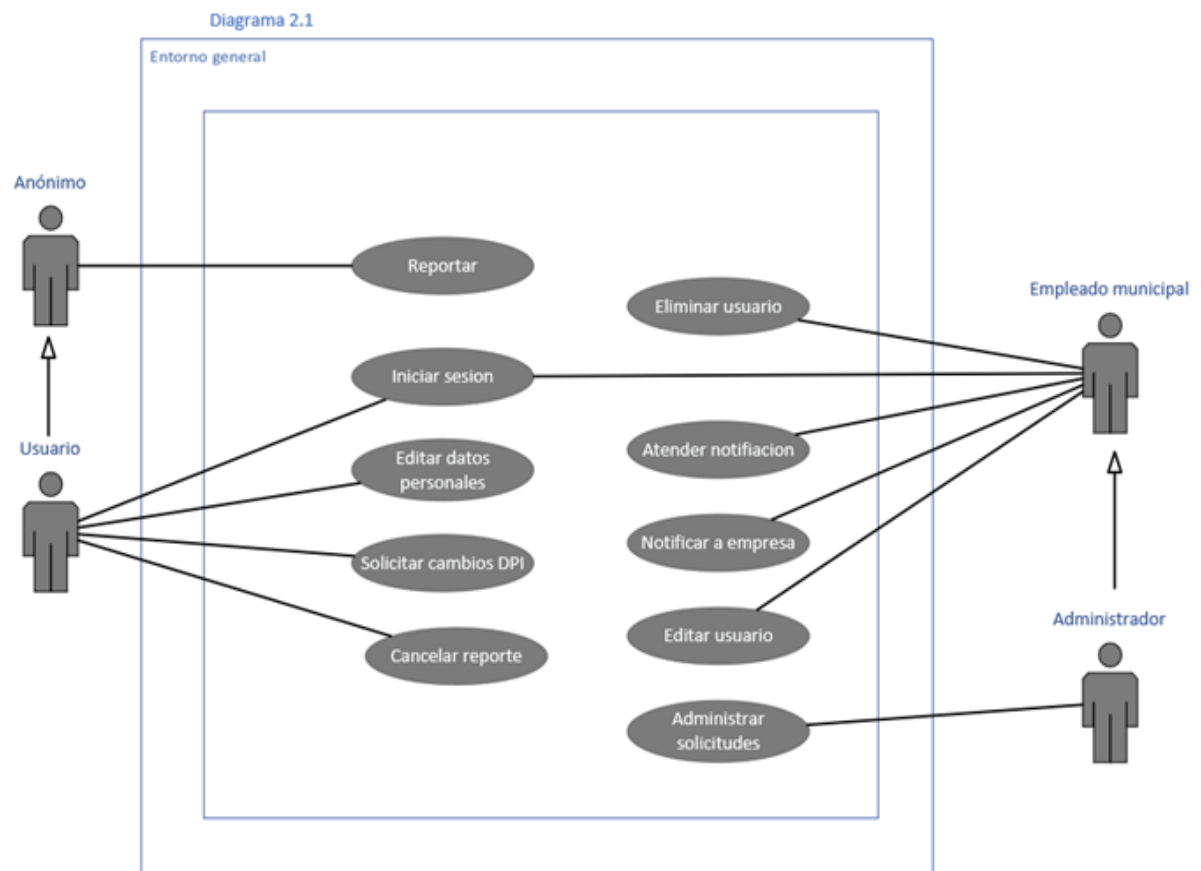 Diagrama 2.1
Entorno general
Anónimo
Reportar
Empleado municipal
Eliminar usuario
Iniciar sesion
Usuario
Editar datos
personales
Atender notifiacion
Notificar a empresa
Solicitar cambios DPI
Administrador
Editar usuario
Cancelar reporte
Administrar
solicitudes